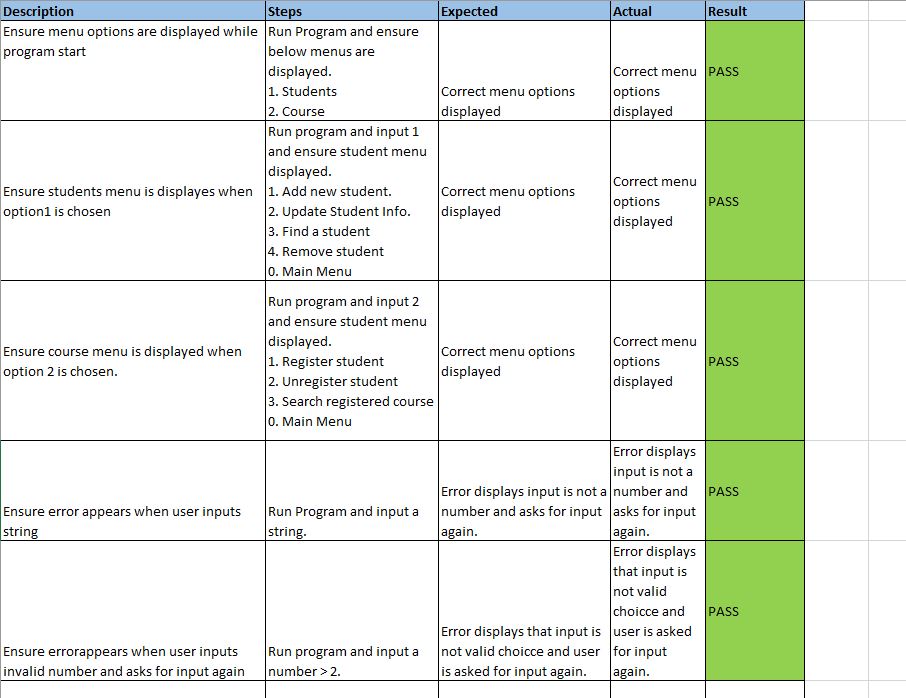 Description Steps Expected Actual Result
Ensure menu options are displayed while
program start
Run Program and ensure
below menus are
displayed.
1. Students
2. Course
Correct menu options
displayed
Correct menu
options
displayed
PASS
Ensure students menu is displayes when
option1 is chosen
Run program and input 1
and ensure student menu
displayed.
1. Add new student.
2. Update Student Info.
3. Find a student
4. Remove student
0. Main Menu
Correct menu options
displayed
Correct menu
options
displayed
PASS
Ensure course menu is displayed when
option 2 is chosen.
Run program and input 2
and ensure student menu
displayed.
1. Register student
2. Unregister student
3. Search registered course
0. Main Menu
Correct menu options
displayed
Correct menu
options
displayed
PASS
Ensure error appears when user inputs
string
Run Program and input a
string.
Error displays input is not a
number and asks for input
again.
Error displays
input is not a
number and
asks for input
again.
PASS
Ensure errorappears when user inputs
invalid number and asks for input again
Run program and input a
number > 2.
Error displays that input is
not valid choicce and user
is asked for input again.
Error displays
that input is
not valid
choicce and
user is asked
for input
again.
PASS